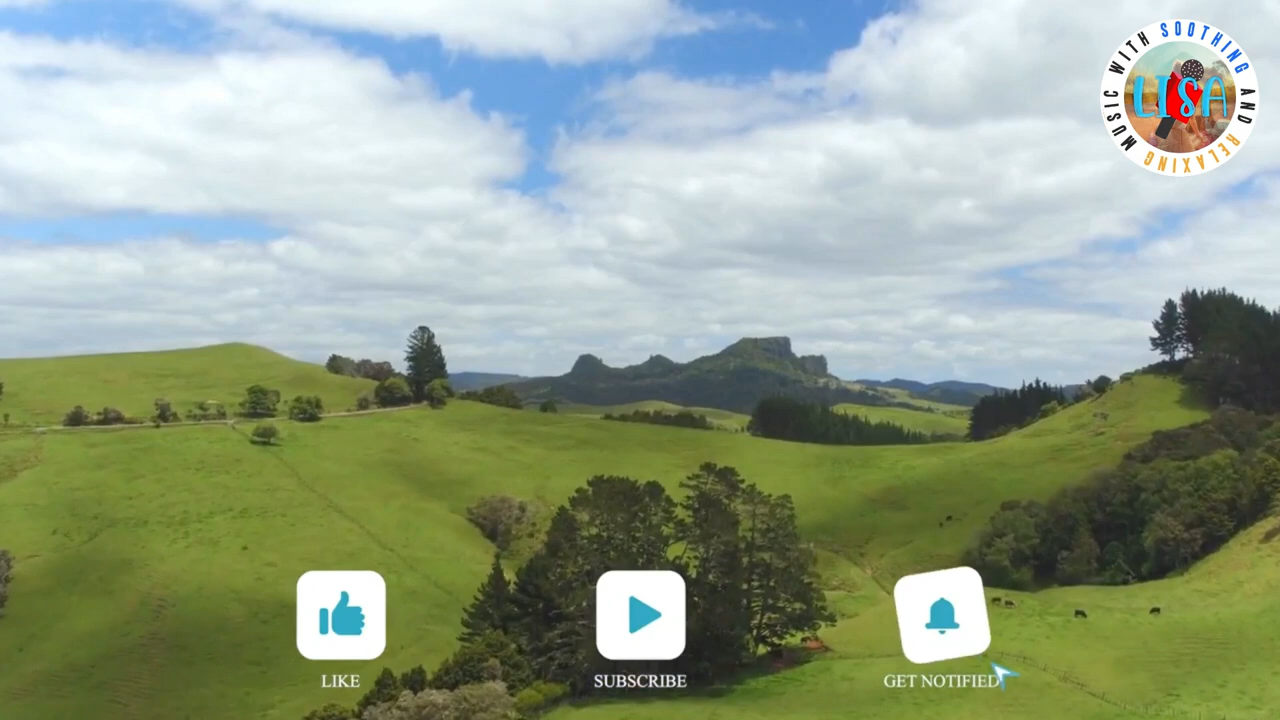 MUSIC WITH SOOTHING AND RELAXING
LISA
LIKE
SUBSCRIBE
GET NOTIFIED